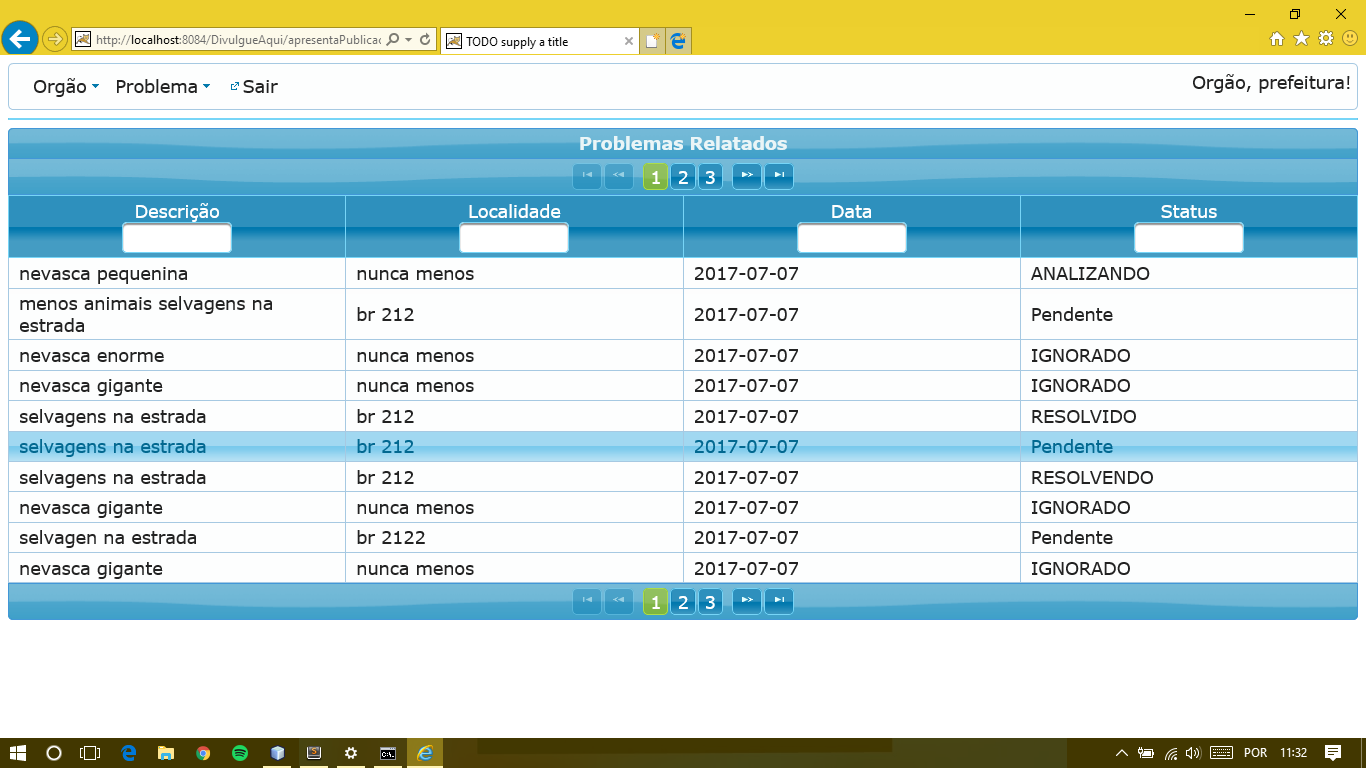 http://localhost:8084/DivulgueAqui/apresentaPublicac
TODO supply a title
Orgão Problema Sair
Orgão, prefeitura!
Problemas Relatados
1 2 3
Descrição Localidade Data Status
nevasca pequenina nunca menos 2017-07-07 ANALIZANDO
menos animais selvagens na
estrada br 212 2017-07-07 Pendente
nevasca enorme nunca menos 2017-07-07 IGNORADO
nevasca gigante nunca menos 2017-07-07 IGNORADO
selvagens na estrada br 212 2017-07-07 RESOLVIDO
selvagens na estrada br 212 2017-07-07 Pendente
selvagens na estrada br 212 2017-07-07 RESOLVENDO
nevasca gigante nunca menos 2017-07-07 IGNORADO
selvagen na estrada br 2122 2017-07-07 Pendente
nevasca gigante nunca menos 2017-07-07 IGNORADO
1 2 3
POR 11:32